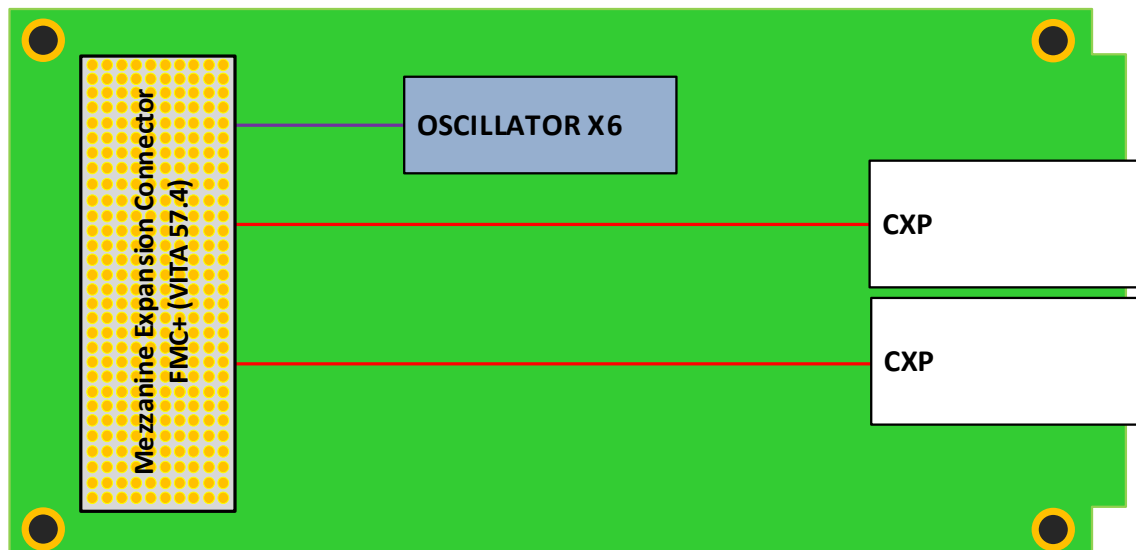 Mezzanine Expansion Connector
FMC+ (VITA 57.4)
OSCILLATOR X6
CXP
CXP